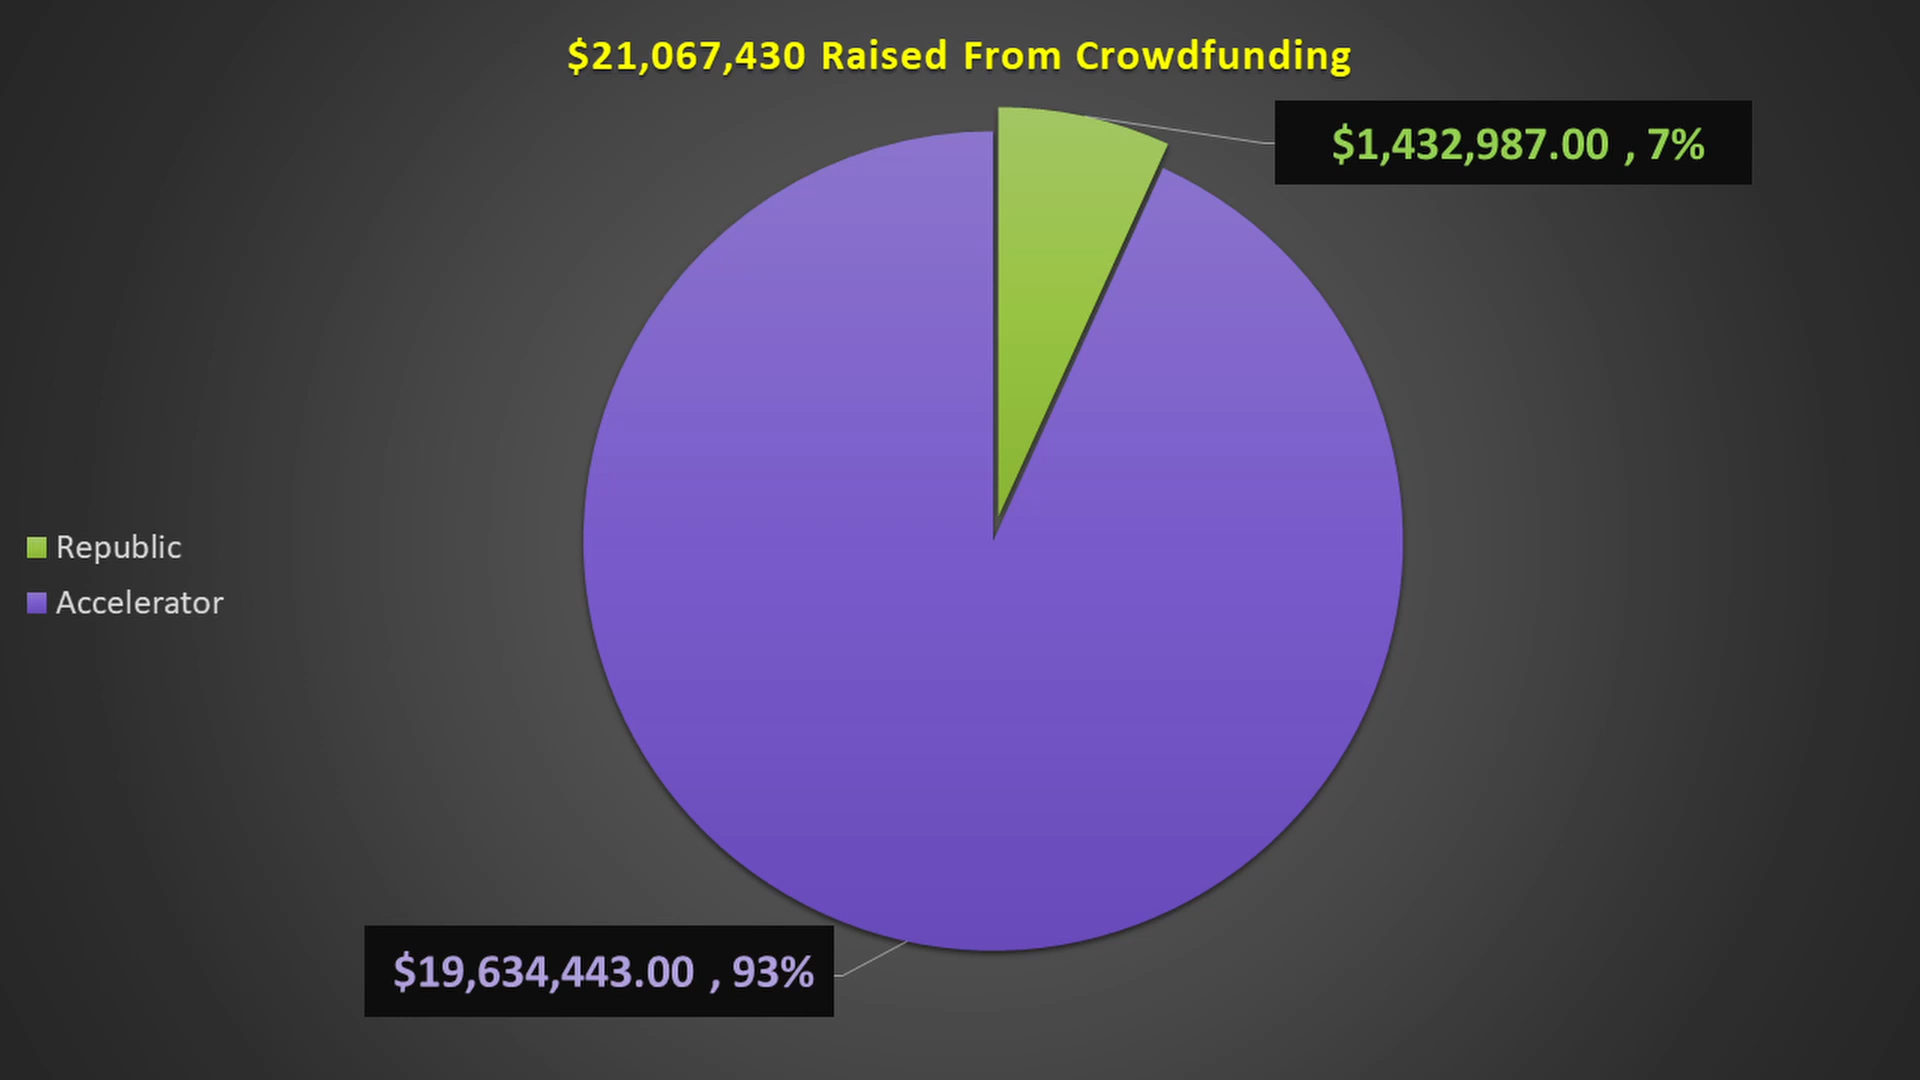 $21,067,430 Raised From Crowdfunding
$1,432,987.00 , 7%
Republic
Accelerator
$19,634,443.00 , 93%